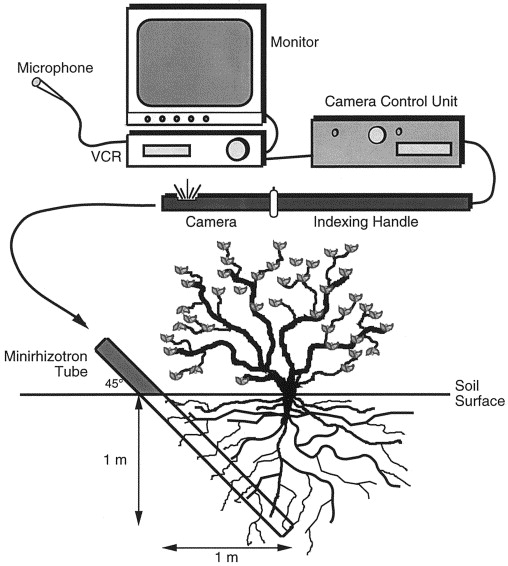 Monitor
Microphone
Camera Control Unit
VCR
Camera
Indexing Handle
Minirhizotron
Tube
45°
Soil
Surface
1 m
1 m